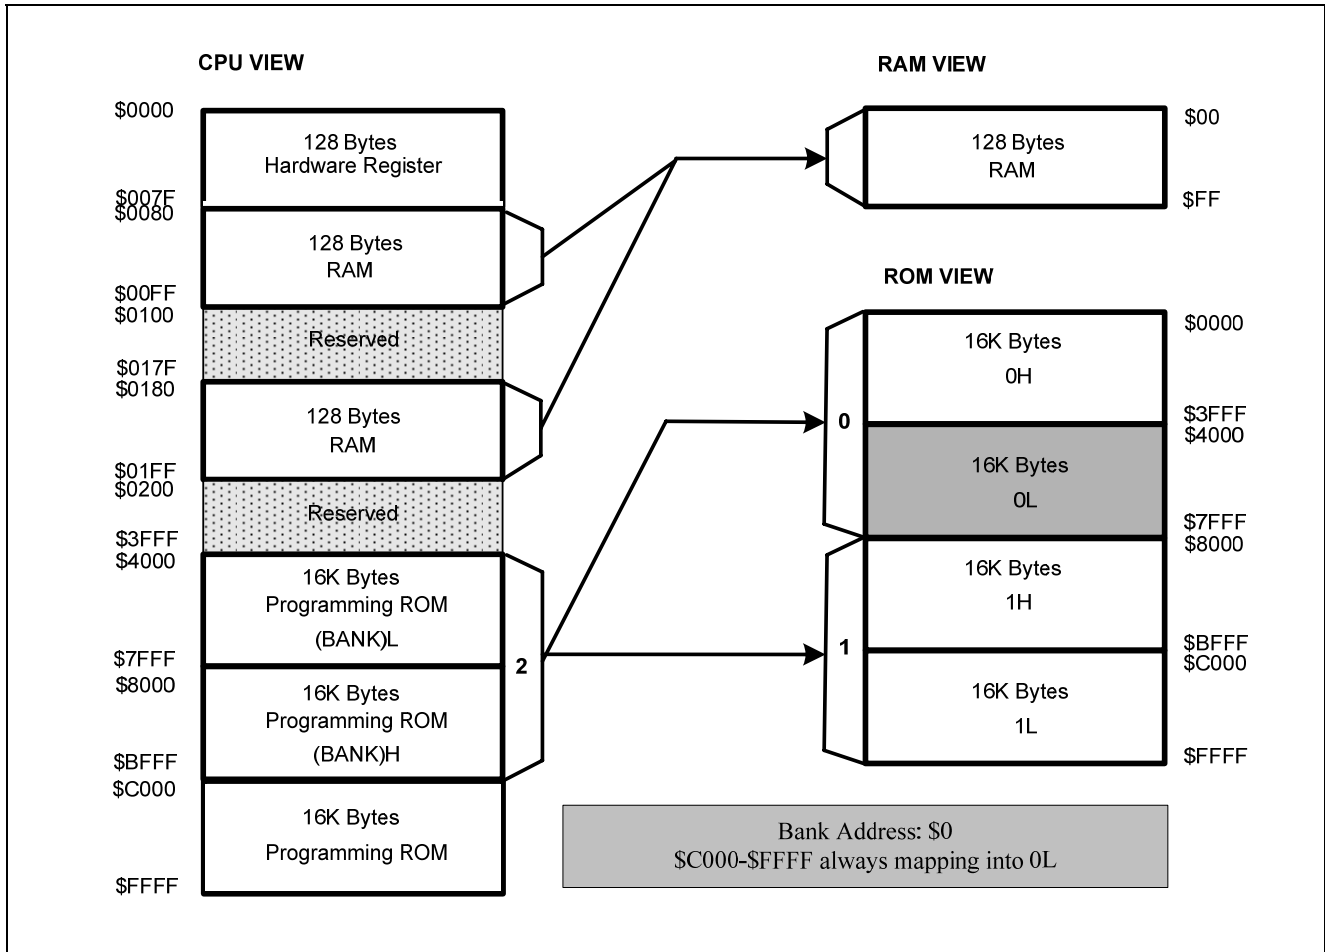 CPU VIEW
$0000
128 Bytes
Hardware Register
$007F
$0080
128 Bytes
RAM
$00FF
$0100
Reserved
$017F
$0180
128 Bytes
RAM
$01FF
$0200
Reserved
$3FFF
$4000
16K Bytes
Programming ROM
(BANK)L
$7FFF
$8000
16K Bytes
Programming ROM
(BANK)H
2
$BFFF
$C000
16K Bytes
Programming ROM
$FFFF
RAM VIEW
$00
128 Bytes
RAM
$FF
ROM VIEW
$0000
16K Bytes
0H
0
$3FFF
$4000
16K Bytes
0L
$7FFF
$8000
16K Bytes
1H
1
$BFFF
$C000
16K Bytes
1L
$FFFF
Bank Address: $0
$C000-$FFFF always mapping into 0L